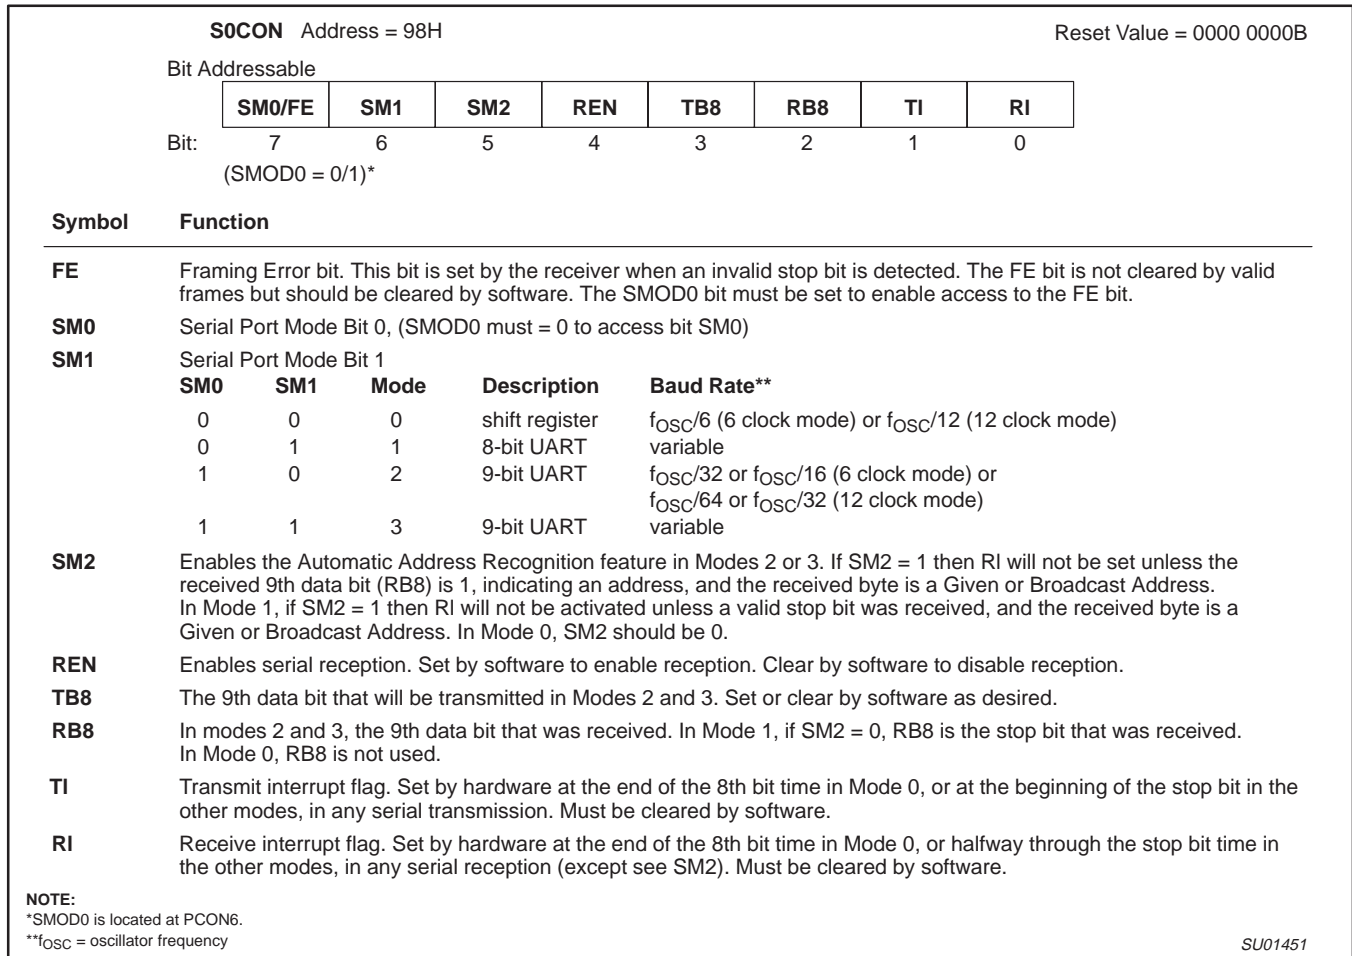 S0CON Address = 98H Reset Value = 0000 0000B
Bit Addressable
SM0/FE SM1 SM2 REN TB8 RB8 TI RI
Bit: 7 6 5 4 3 2 1 0
(SMOD0 = 0/1)*
Symbol Function
FE Framing Error bit. This bit is set by the receiver when an invalid stop bit is detected. The FE bit is not cleared by valid
frames but should be cleared by software. The SMOD0 bit must be set to enable access to the FE bit.
SM0 Serial Port Mode Bit 0, (SMOD0 must = 0 to access bit SM0)
SM1 Serial Port Mode Bit 1
SM0 SM1 Mode Description Baud Rate**
0 0 0 shift register fOSC/6 (6 clock mode) or fOSC/12 (12 clock mode)
0 1 1 8-bit UART variable
1 0 2 9-bit UART fOSC/32 or fOSC/16 (6 clock mode) or
fOSC/64 or fOSC/32 (12 clock mode)
1 1 3 9-bit UART variable
SM2 Enables the Automatic Address Recognition feature in Modes 2 or 3. If SM2 = 1 then RI will not be set unless the
received 9th data bit (RB8) is 1, indicating an address, and the received byte is a Given or Broadcast Address.
In Mode 1, if SM2 = 1 then RI will not be activated unless a valid stop bit was received, and the received byte is a
Given or Broadcast Address. In Mode 0, SM2 should be 0.
REN Enables serial reception. Set by software to enable reception. Clear by software to disable reception.
TB8 The 9th data bit that will be transmitted in Modes 2 and 3. Set or clear by software as desired.
RB8 In modes 2 and 3, the 9th data bit that was received. In Mode 1, if SM2 = 0, RB8 is the stop bit that was received.
In Mode 0, RB8 is not used.
TI Transmit interrupt flag. Set by hardware at the end of the 8th bit time in Mode 0, or at the beginning of the stop bit in the
other modes, in any serial transmission. Must be cleared by software.
RI Receive interrupt flag. Set by hardware at the end of the 8th bit time in Mode 0, or halfway through the stop bit time in
the other modes, in any serial reception (except see SM2). Must be cleared by software.
NOTE:
*SMOD0 is located at PCON6.
**fOSC = oscillator frequency SU01451